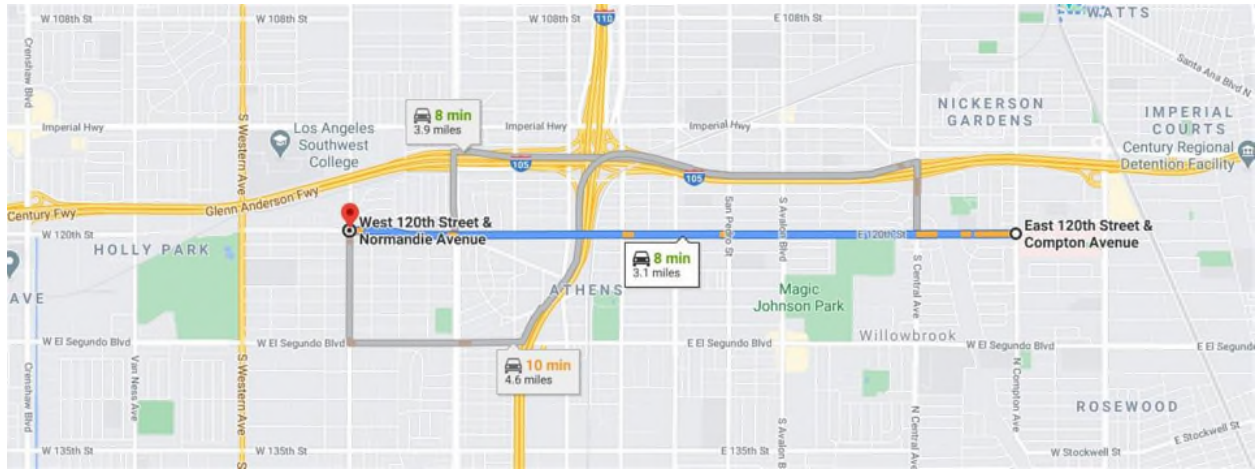 W 108th St
W 108th St
110
E 108th St
WATTS
Crenshaw Blvd
S Western Ave
Santa Ana Blvd N
8 min
3.9 miles
NICKERSON
GARDENS
IMPERIAL
COURTS
Imperial Hwy
Imperial Hwy
Imperial Hwy
Los Angeles
Southwest
College
Century Regional
Detention Facility
105
105
Glenn Anderson Fwy
Century Fwy
West 120th Street &
Normandie Avenue
East 120th Street &
Compton Avenue
W 120th St
E 120th St
HOLLY PARK
San Pedro St
S Avalon Blvd
S Central Ave
8 min
3.1 miles
AVE
ATHENS
Magic
Johnson Park
Willowbrook
W El Segundo Blvd
W El Segundo Blvd
E El Segundo Blvd
W El Segundo Blvd
E El Segundo Blvd
10 min
4.6 miles
Van Ness Ave
Crenshaw Blvd
S Western Ave
S Avalon B
N Central Ave
N Compton Ave
ROSEWOOD
E Stockwell St
W 135th St
W 135th St
E 135th St
W Stockwell St
S